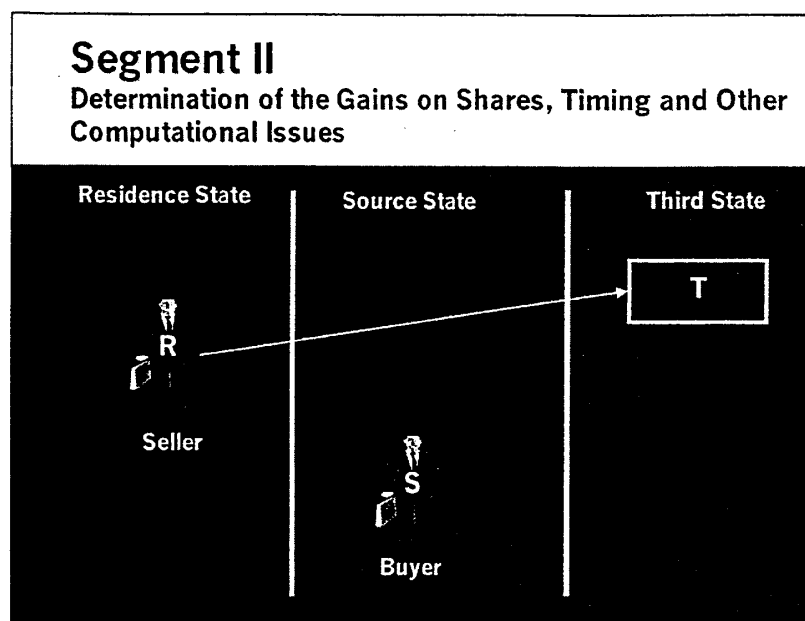 Segment II
Determination of the Gains on Shares, Timing and Other
Computational Issues
Residence State
Source State
Third State
T
R
Seller
S
Buyer